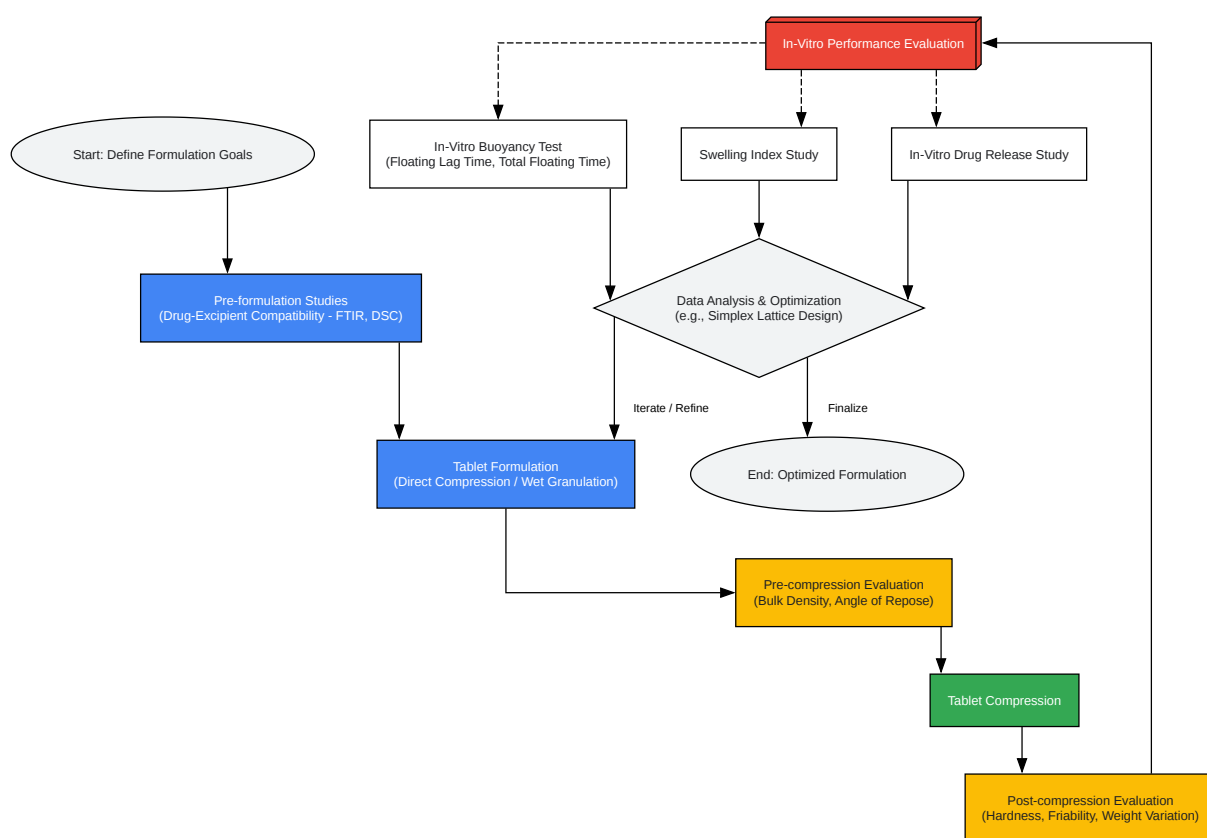 In-Vitro Performance Evaluation
Start: Define Formulation Goals
In-Vitro Buoyancy Test
(Floating Lag Time, Total Floating Time)
Swelling Index Study
In-Vitro Drug Release Study
Pre-formulation Studies
(Drug-Excipient Compatibility - FTIR, DSC)
Data Analysis & Optimization
(e.g., Simplex Lattice Design)
Iterate / Refine
Finalize
Tablet Formulation
(Direct Compression / Wet Granulation)
End: Optimized Formulation
Pre-compression Evaluation
(Bulk Density, Angle of Repose)
Tablet Compression
Post-compression Evaluation
(Hardness, Friability, Weight Variation)